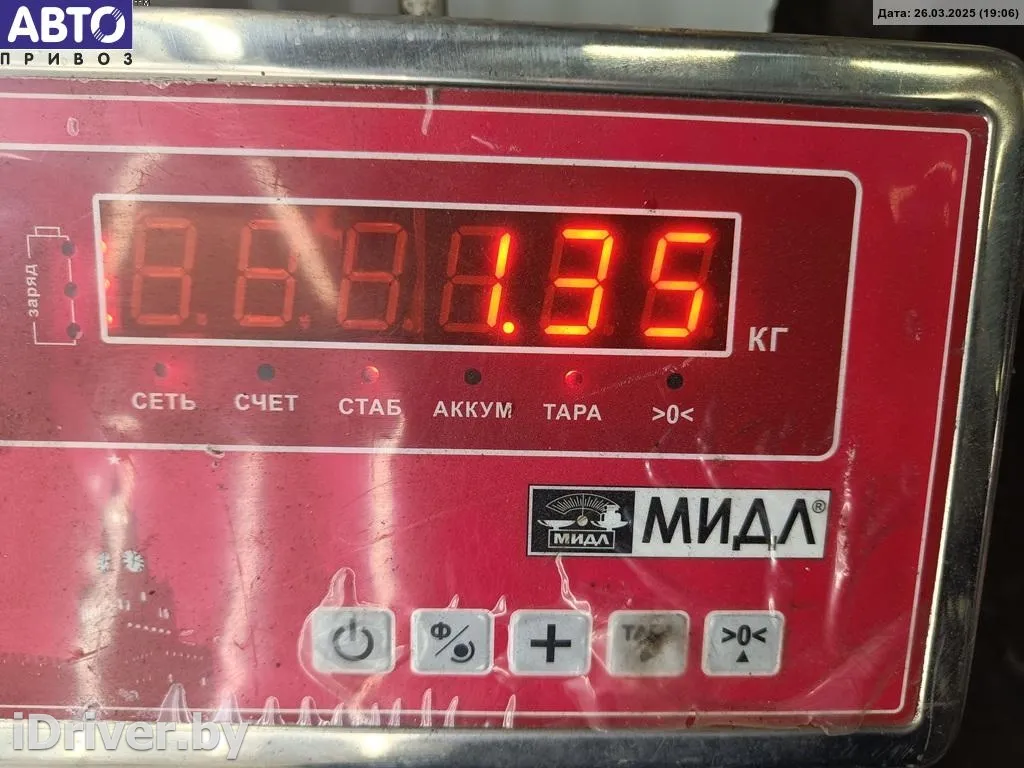 АВТО
ПРИВОЗ
Дата: 26.03.2025 (19:06)
заряд
1.35
КГ
СЕТЬ СЧЕТ СТАБ АККУМ ТАРА >0<
МИДЛ МИДЛ®
Ф
>0<
iDriver.by